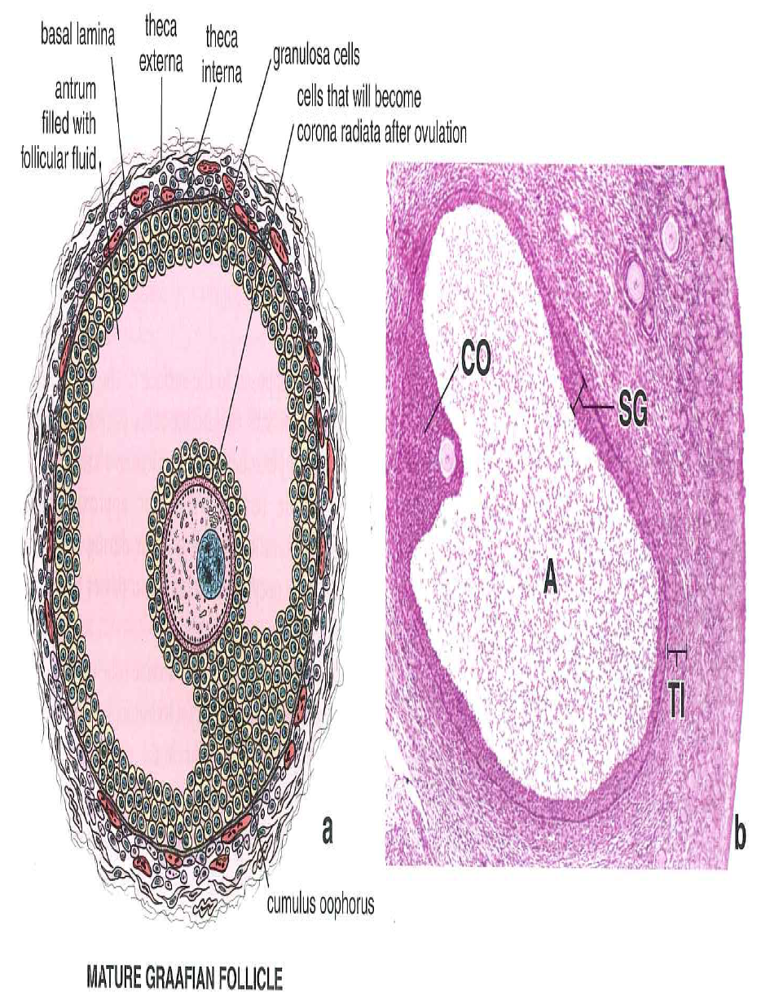 basal lamina
theca
externa
theca
interna
granulosa cells
antrum
filled with
follicular fluid
cells that will become
corona radiata after ovulation
CO
SG
A
TI
a
b
cumulus oophorus
MATURE GRAAFIAN FOLLICLE